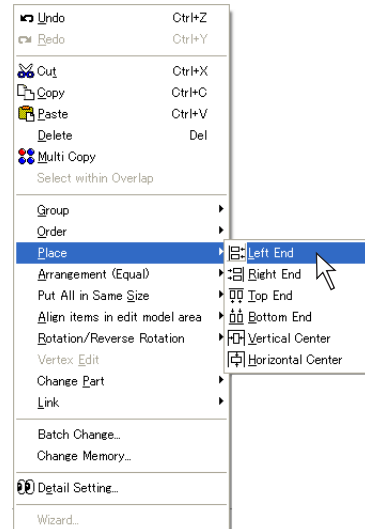 Undo Ctrl+Z
Redo Ctrl+Y
Cut Ctrl+X
Copy Ctrl+C
Paste Ctrl+V
Delete Del
Multi Copy
Select within Overlap
Group
Order
Place
Left End
Arrangement (Equal)
Right End
Put All in Same Size
Top End
Align items in edit model area
Bottom End
Rotation/Reverse Rotation
Vertical Center
Vertex Edit
Horizontal Center
Change Part
Link
Batch Change...
Change Memory...
Detail Setting...
Wizard...